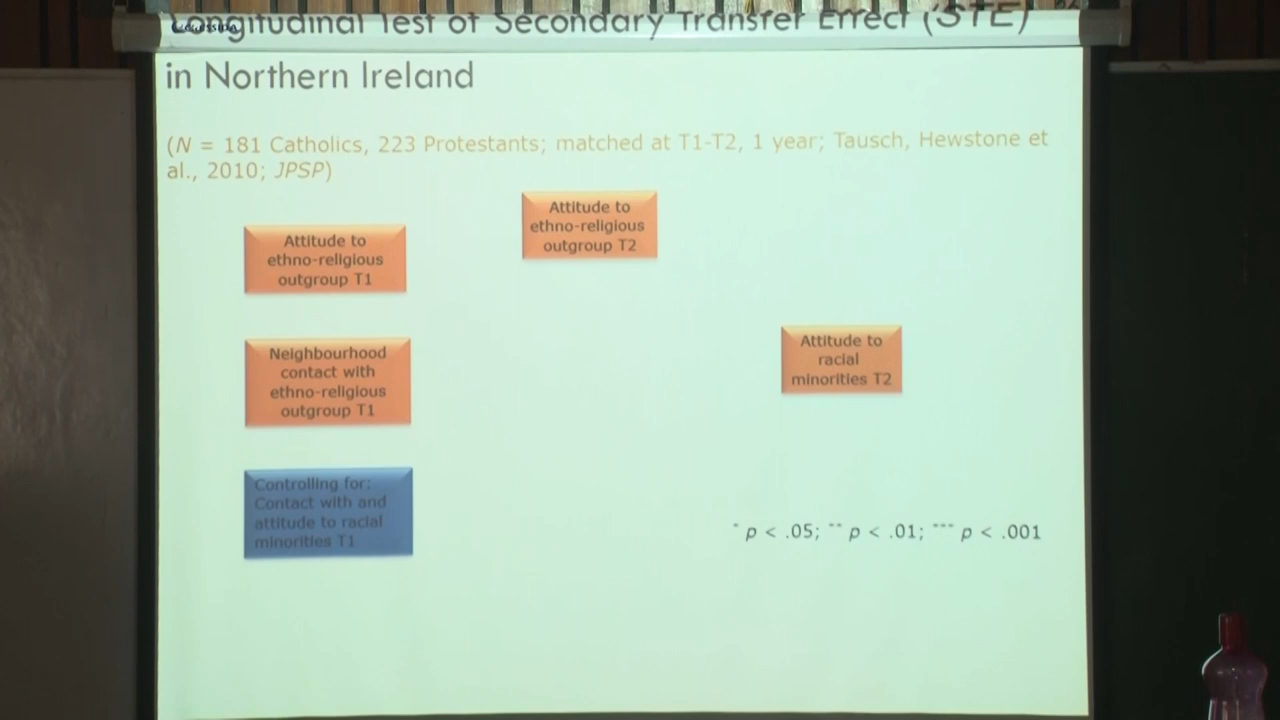 Longitudinal Test of Secondary Transfer Effect (STE)
in Northern Ireland
(N = 181 Catholics, 223 Protestants; matched at T1-T2, 1 year; Tausch, Hewstone et
al., 2010; JPSP)
Attitude to
ethno-religious
outgroup T2
Attitude to
ethno-religious
outgroup T1
Neighbourhood
contact with
ethno-religious
outgroup T1
Attitude to
racial
minorities T2
Controlling for:
Contact with and
attitude to racial
minorities T1
* p < .05; ** p < .01; *** p < .001